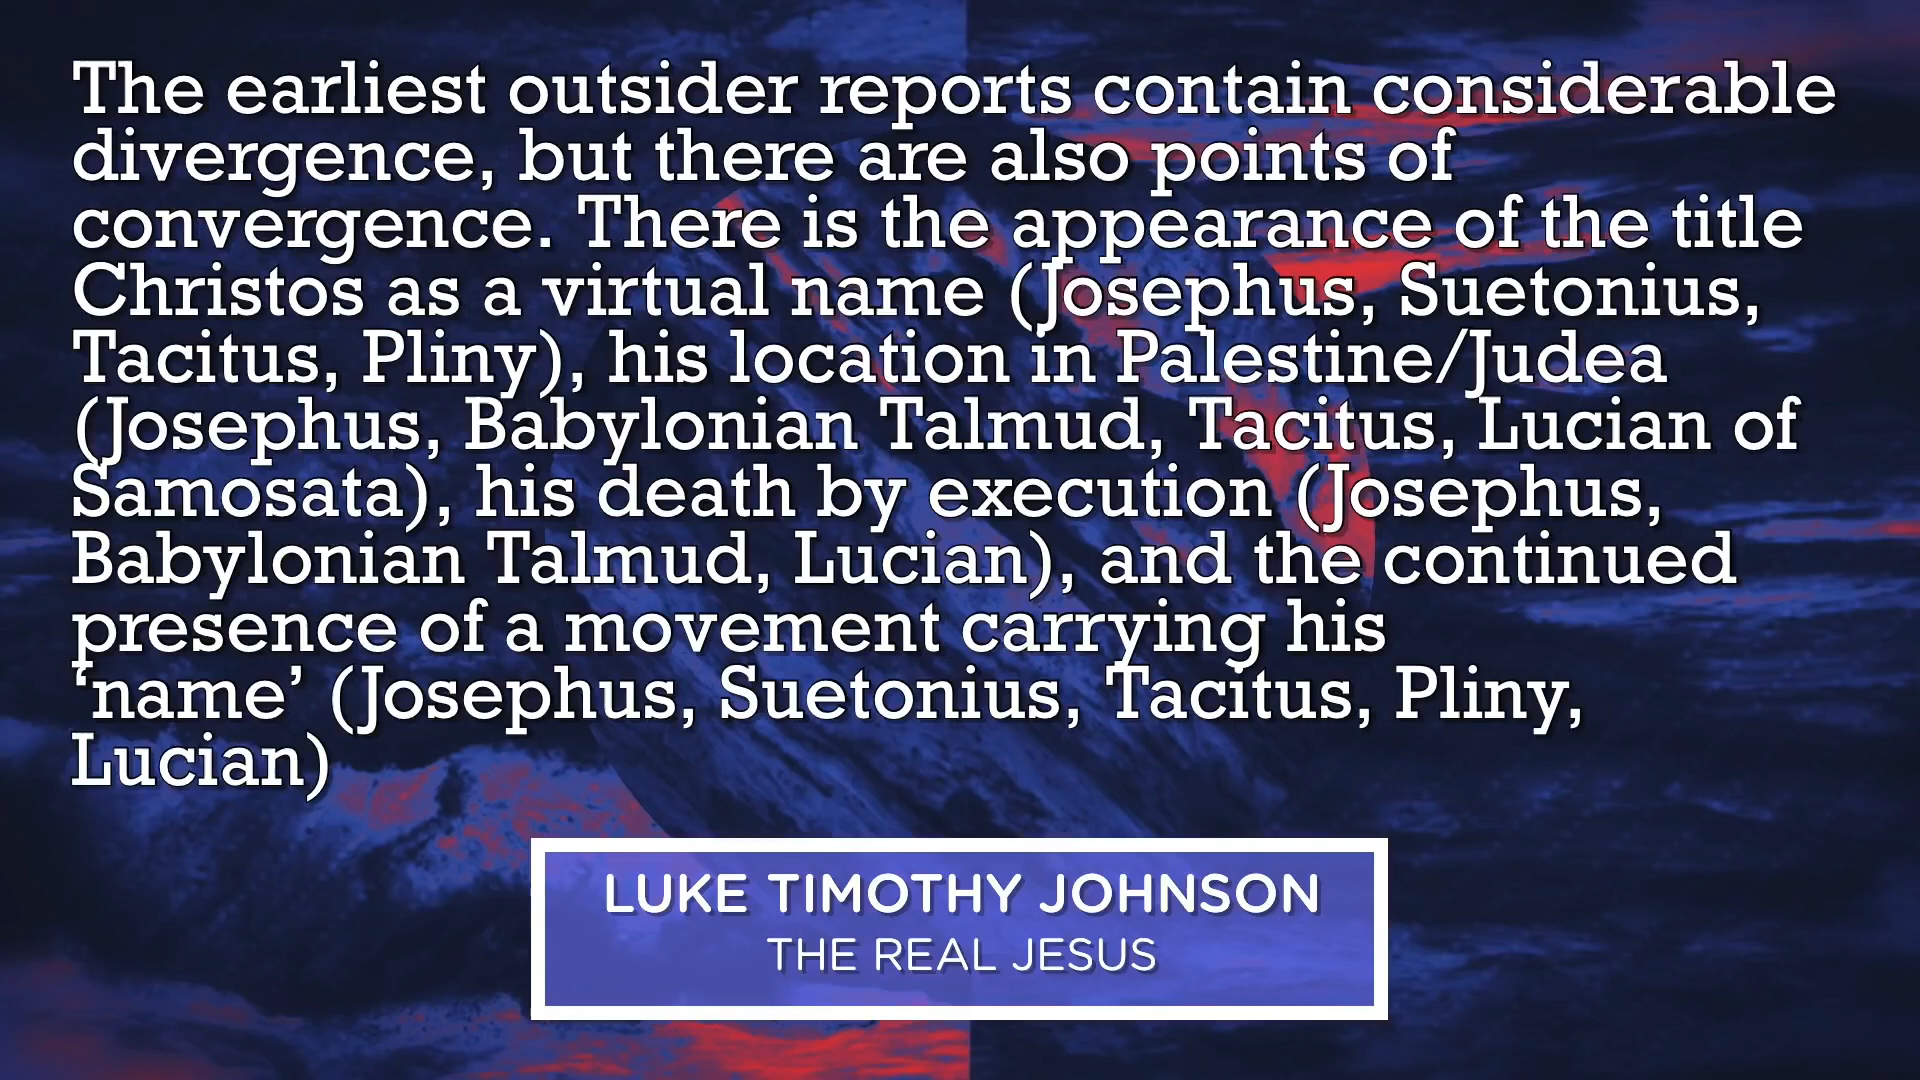 The earliest outsider reports contain considerable
divergence, but there are also points of
convergence. There is the appearance of the title
Christos as a virtual name (Josephus, Suetonius,
Tacitus, Pliny), his location in Palestine/Judea
(Josephus, Babylonian Talmud, Tacitus, Lucian of
Samosata), his death by execution (Josephus,
Babylonian Talmud, Lucian), and the continued
presence of a movement carrying his
‘name’ (Josephus, Suetonius, Tacitus, Pliny,
Lucian)
LUKE TIMOTHY JOHNSON
THE REAL JESUS